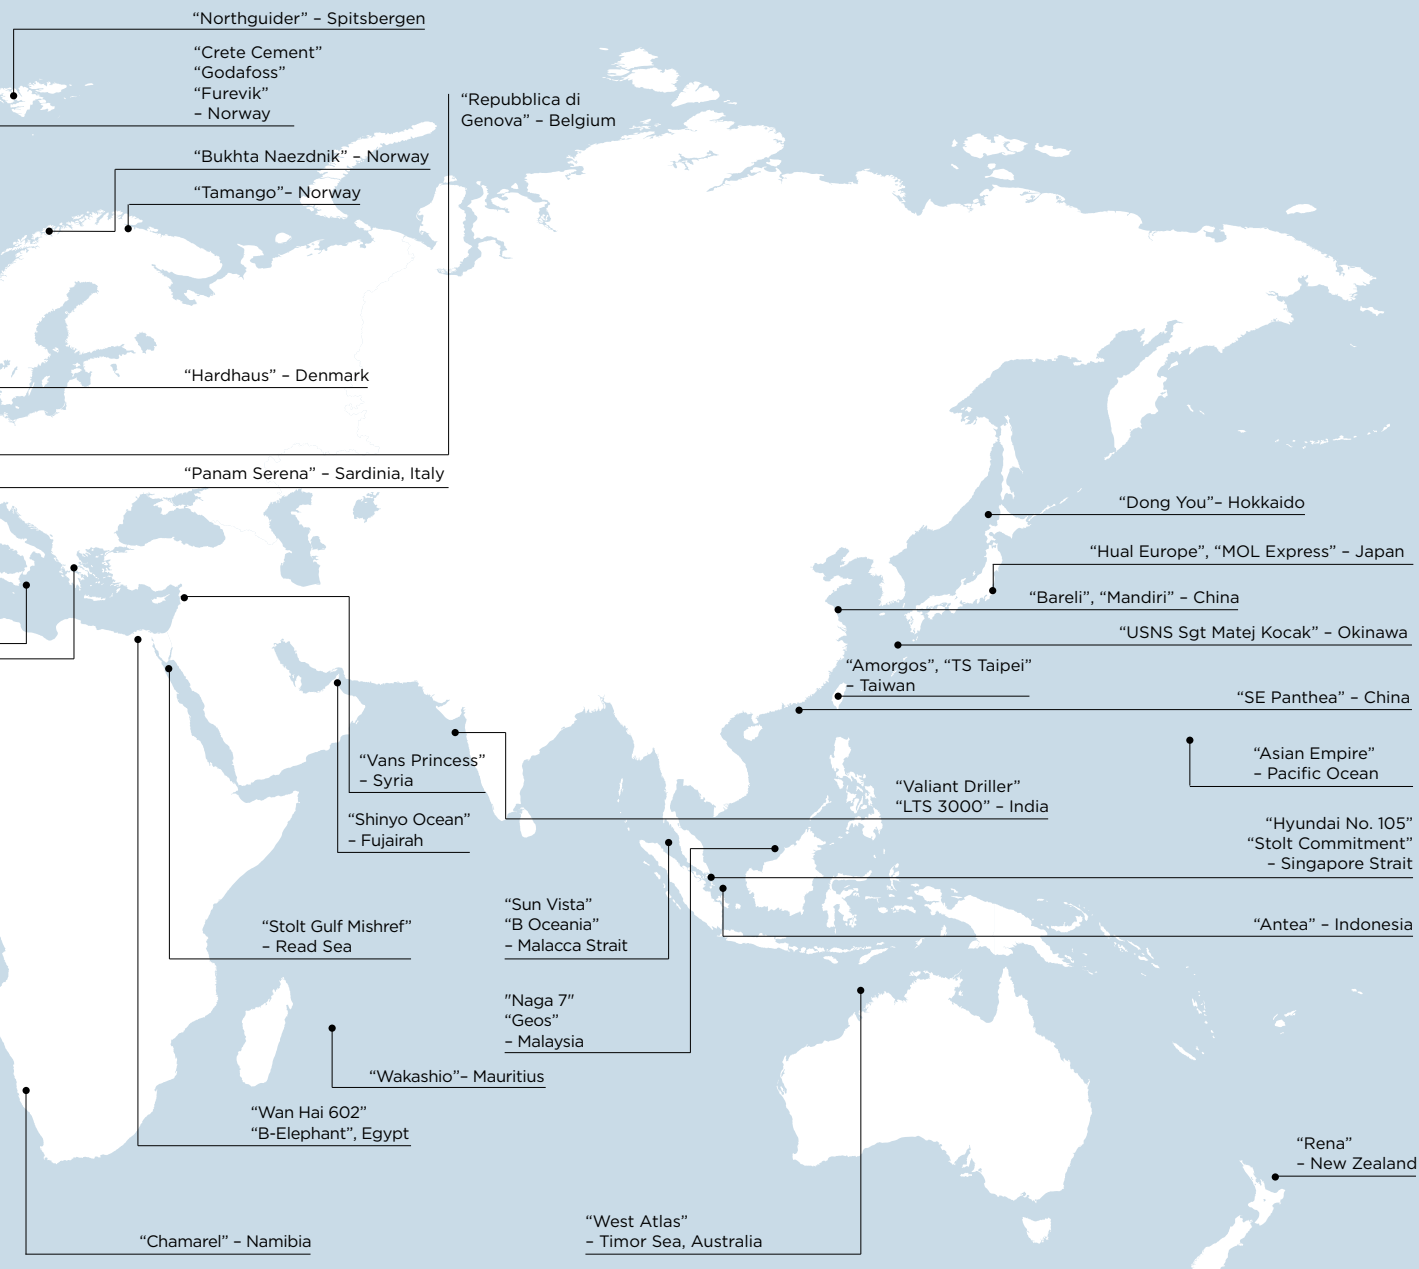 “Northguider” – Spitsbergen
“Crete Cement”
“Godafoss”
“Furevik”
– Norway
“Repubblica di
Genova” – Belgium
“Bukhta Naezdnik” – Norway
“Tamango”– Norway
“Hardhaus” – Denmark
“Panam Serena” – Sardinia, Italy
“Dong You”– Hokkaido
“Hual Europe”, “MOL Express” – Japan
“Bareli”, “Mandiri” – China
“USNS Sgt Matej Kocak” – Okinawa
“Amorgos”, “TS Taipei”
– Taiwan
“SE Panthea” – China
“Vans Princess”
– Syria
“Asian Empire”
– Pacific Ocean
“Valiant Driller”
“LTS 3000” – India
“Shinyo Ocean”
– Fujairah
“Hyundai No. 105”
“Stolt Commitment”
– Singapore Strait
“Sun Vista”
“B Oceania”
– Malacca Strait
“Stolt Gulf Mishref”
– Read Sea
“Antea” – Indonesia
"Naga 7"
“Geos”
– Malaysia
“Wakashio”– Mauritius
“Wan Hai 602”
“B-Elephant”, Egypt
“Rena”
– New Zealand
“West Atlas”
– Timor Sea, Australia
“Chamarel” – Namibia